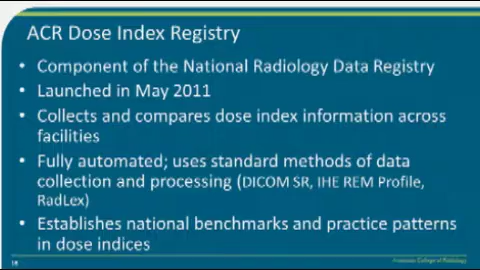 ACR Dose Index Registry
• Component of the National Radiology Data Registry
• Launched in May 2011
• Collects and compares dose index information across
facilities
• Fully automated; uses standard methods of data
collection and processing (DICOM SR, IHE REM Profile,
RadLex)
• Establishes national benchmarks and practice patterns
in dose indices
American College of Radiology